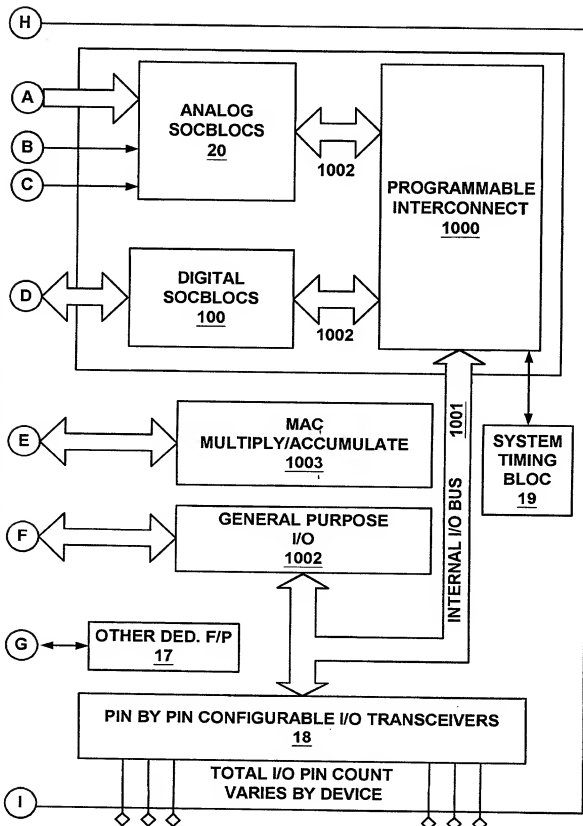 H
A
ANALOG
SOCBLOCS
20
B
C
1002
PROGRAMMABLE
INTERCONNECT
1000
D
DIGITAL
SOCBLOCS
100
1002
E
MAC
MULTIPLY/ACCUMULATE
1003
INTERNAL I/O BUS 1001
SYSTEM
TIMING
BLOC
19
F
GENERAL PURPOSE
I/O
1002
G
OTHER DED. F/P
17
PIN BY PIN CONFIGURABLE I/O TRANSCEIVERS
18
TOTAL I/O PIN COUNT
VARIES BY DEVICE
I